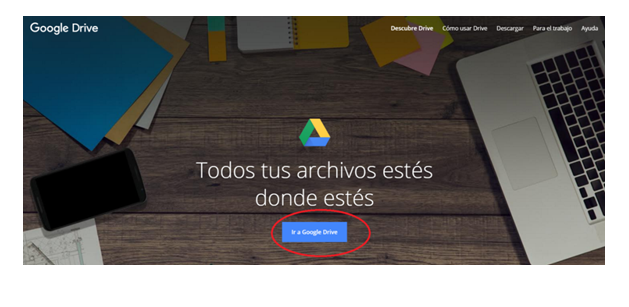 Google Drive
Descubre Drive Cómo usar Drive Descargar Para el trabajo Ayuda
Todos tus archivos estés
donde estés
Ir a Google Drive